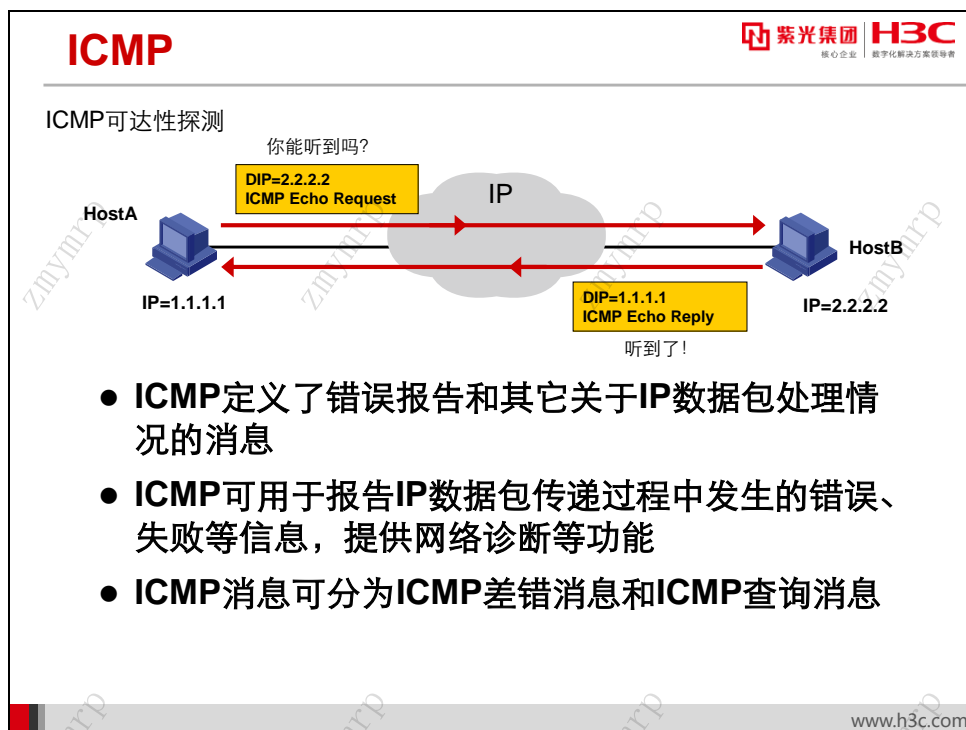 ICMP
紫光集团 H3C
核心企业 数字化解决方案领导者
ICMP可达性探测
你能听到吗?
DIP=2.2.2.2
ICMP Echo Request
IP
HostA
HostB
IP=1.1.1.1
DIP=1.1.1.1
ICMP Echo Reply
IP=2.2.2.2
听到了!
● ICMP定义了错误报告和其它关于IP数据包处理情
况的消息
● ICMP可用于报告IP数据包传递过程中发生的错误、
失败等信息，提供网络诊断等功能
● ICMP消息可分为ICMP差错消息和ICMP查询消息
www.h3c.com
zmymrp
zmymrp
zmymrp
zmymrp